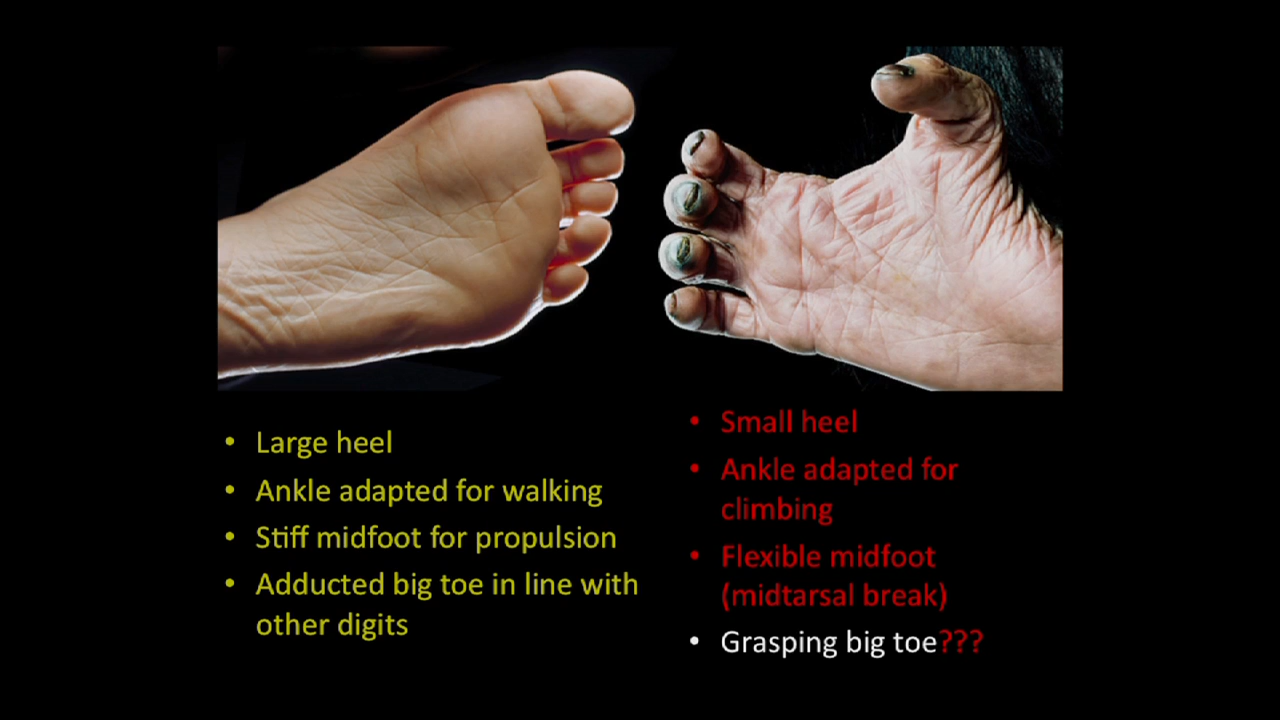 • Large heel
• Ankle adapted for walking
• Stiff midfoot for propulsion
• Adducted big toe in line with
other digits
• Small heel
• Ankle adapted for
climbing
• Flexible midfoot
(midtarsal break)
• Grasping big toe???